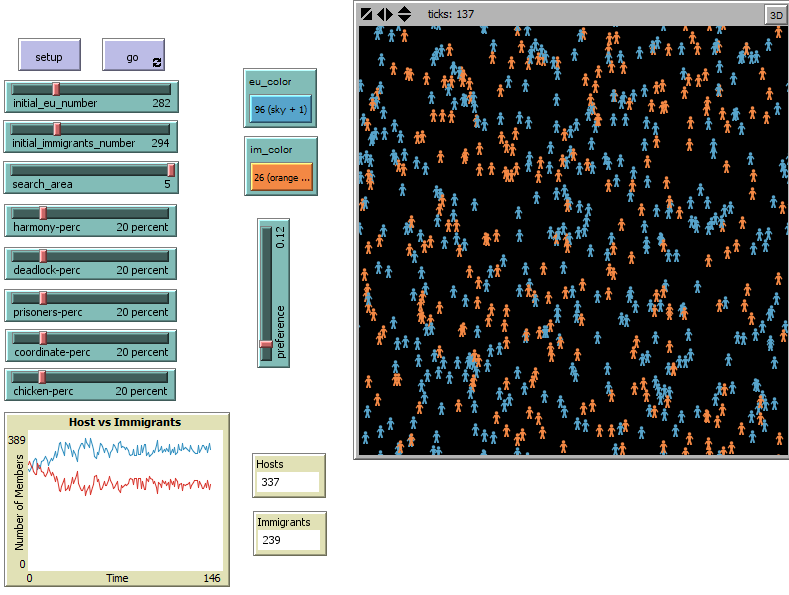 setup
go
initial_eu_number 282
initial_immigrants_number 294
search_area 5
harmony-perc 20 percent
deadlock-perc 20 percent
prisoners-perc 20 percent
coordinate-perc 20 percent
chicken-perc 20 percent
eu_color
96 (sky + 1)
im_color
26 (orange ...
preference 0.12
Host vs Immigrants
389
Number of Members
0
0 Time 146
Hosts
337
Immigrants
239
ticks: 137
3D